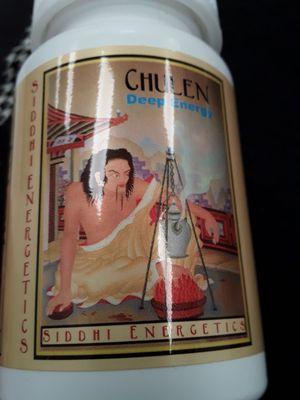 CHULEN
Deep Energy
SIDDHI ENERGETICS
SIDDHI ENERGETICS